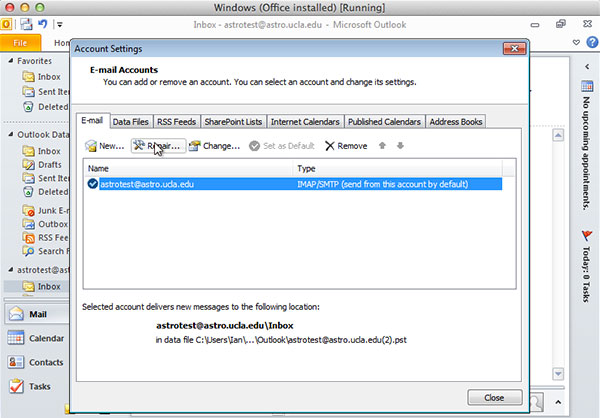 Windows (Office installed) [Running]
Inbox - astrotest@astro.ucla.edu - Microsoft Outlook
File
Account Settings
E-mail Accounts
You can add or remove an account. You can select an account and change its settings.
E-mail Data Files RSS Feeds SharePoint Lists Internet Calendars Published Calendars Address Books
New... Repair... Change... Set as Default Remove
Name Type
astrotest@astro.ucla.edu IMAP/SMTP (send from this account by default)
Selected account delivers new messages to the following location:
astrotest@astro.ucla.edu\Inbox
in data file C:\Users\Ian\...\Outlook\astrotest@astro.ucla.edu(2).pst
Close
Favorites
Inbox
Sent Item
Deleted
Outlook Data
Inbox
Drafts
Sent Item
Deleted
Junk E-m
Outbox
RSS Feed
Search F
astrotest@ast
Inbox
Mail
Calendar
Contacts
Tasks
No upcoming appointments.
Today: 0 Tasks